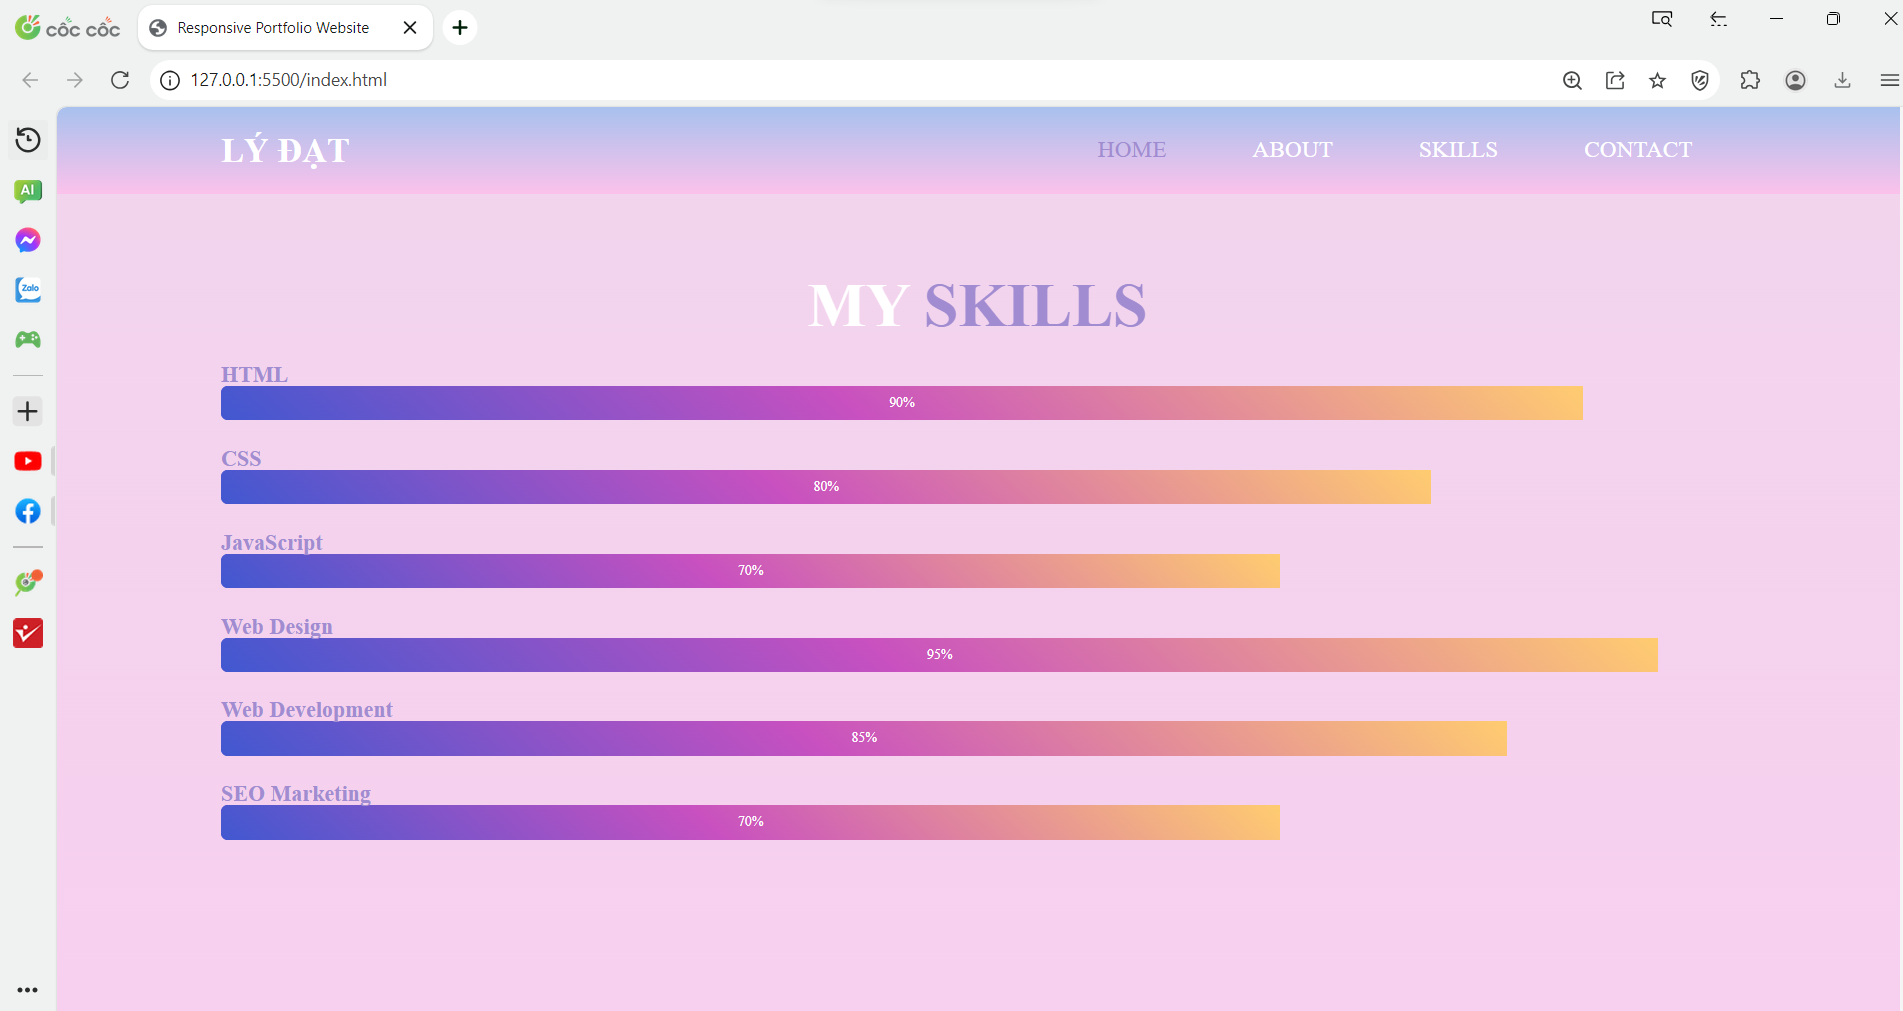 cốc cốc
Responsive Portfolio Website
127.0.0.1:5500/index.html
AI
Zalo
LÝ ĐẠT
HOME ABOUT SKILLS CONTACT
MY SKILLS
HTML
90%
CSS
80%
JavaScript
70%
Web Design
95%
Web Development
85%
SEO Marketing
70%